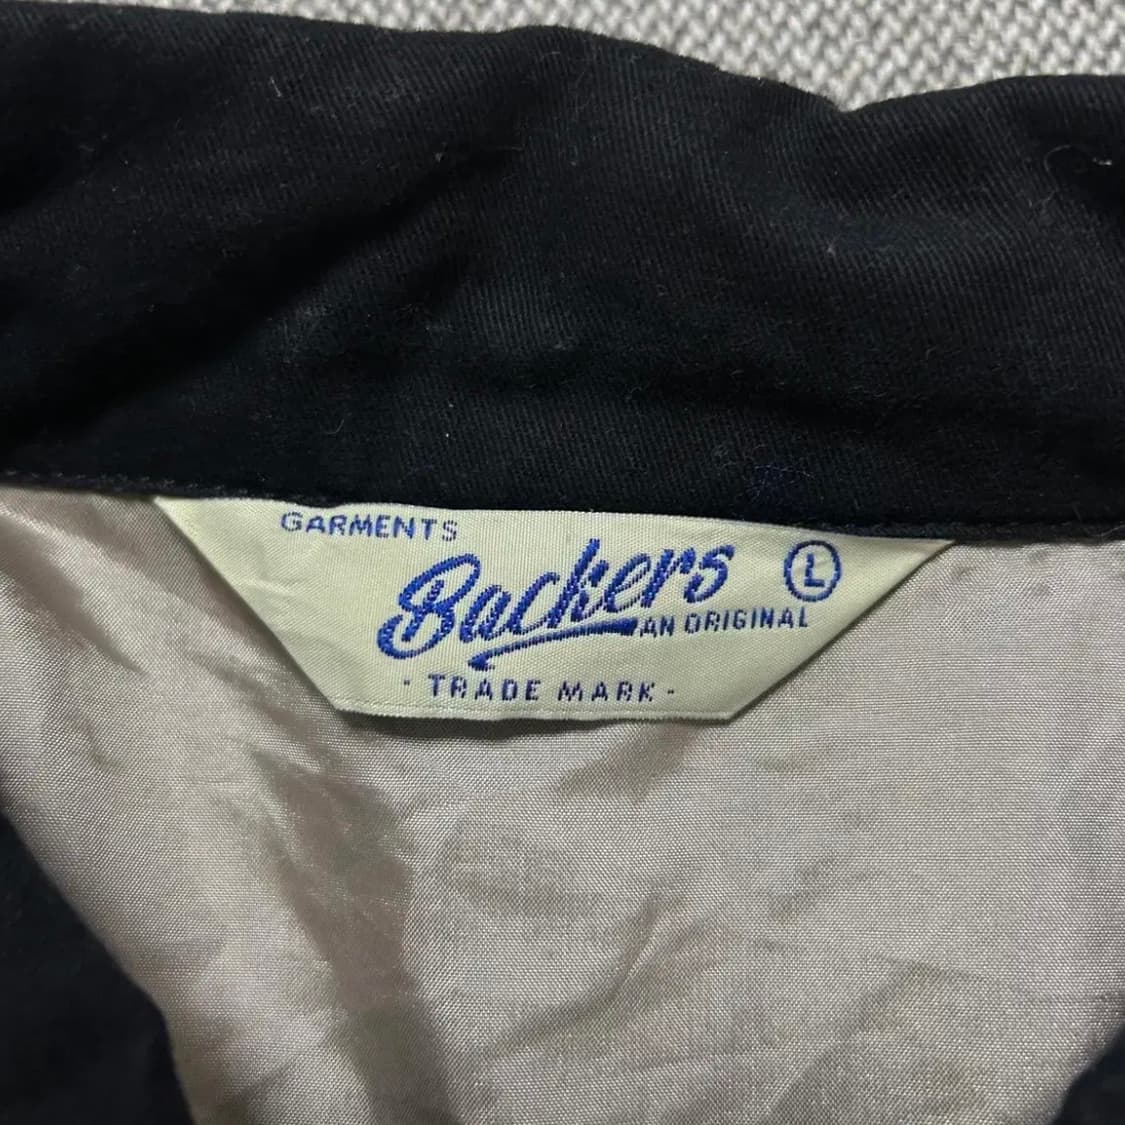 GARMENTS
Backers L
AN ORIGINAL
- TRADE MARK -